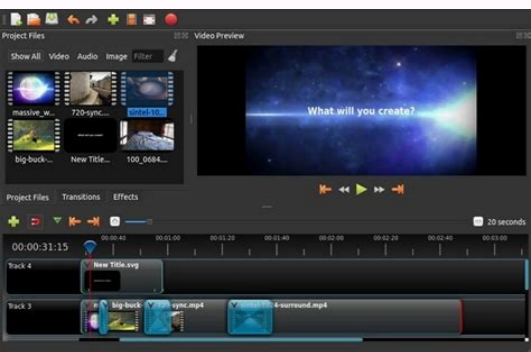 Project Files
Video Preview
Show All Video Audio Image Filter
massive_w... 720-sync.... sintel-10...
big-buck-... New Title... 100_0684....
What will you create?
Project Files Transitions Effects
20 seconds
00:00:31:15
00:00:40 00:01:00 00:01:20 00:01:40 00:02:00 00:02:20 00:02:40 00:03:00
Track 4
New Title.svg
Track 3
big-buck- sync.mp4 -surround.mp4